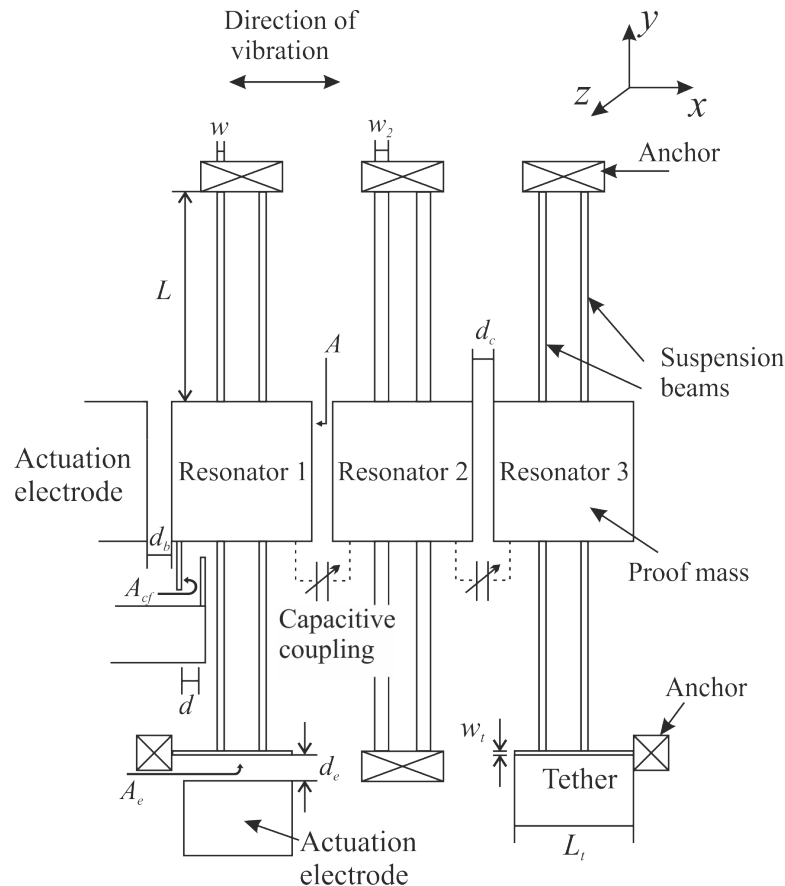 Direction of
vibration
y
z
x
w
w2
Anchor
L
A
dc
Suspension
beams
Actuation
electrode
Resonator 1
Resonator 2
Resonator 3
db
Proof mass
Acf
Capacitive
coupling
d
Anchor
wt
de
Tether
Ae
Actuation
electrode
Lt